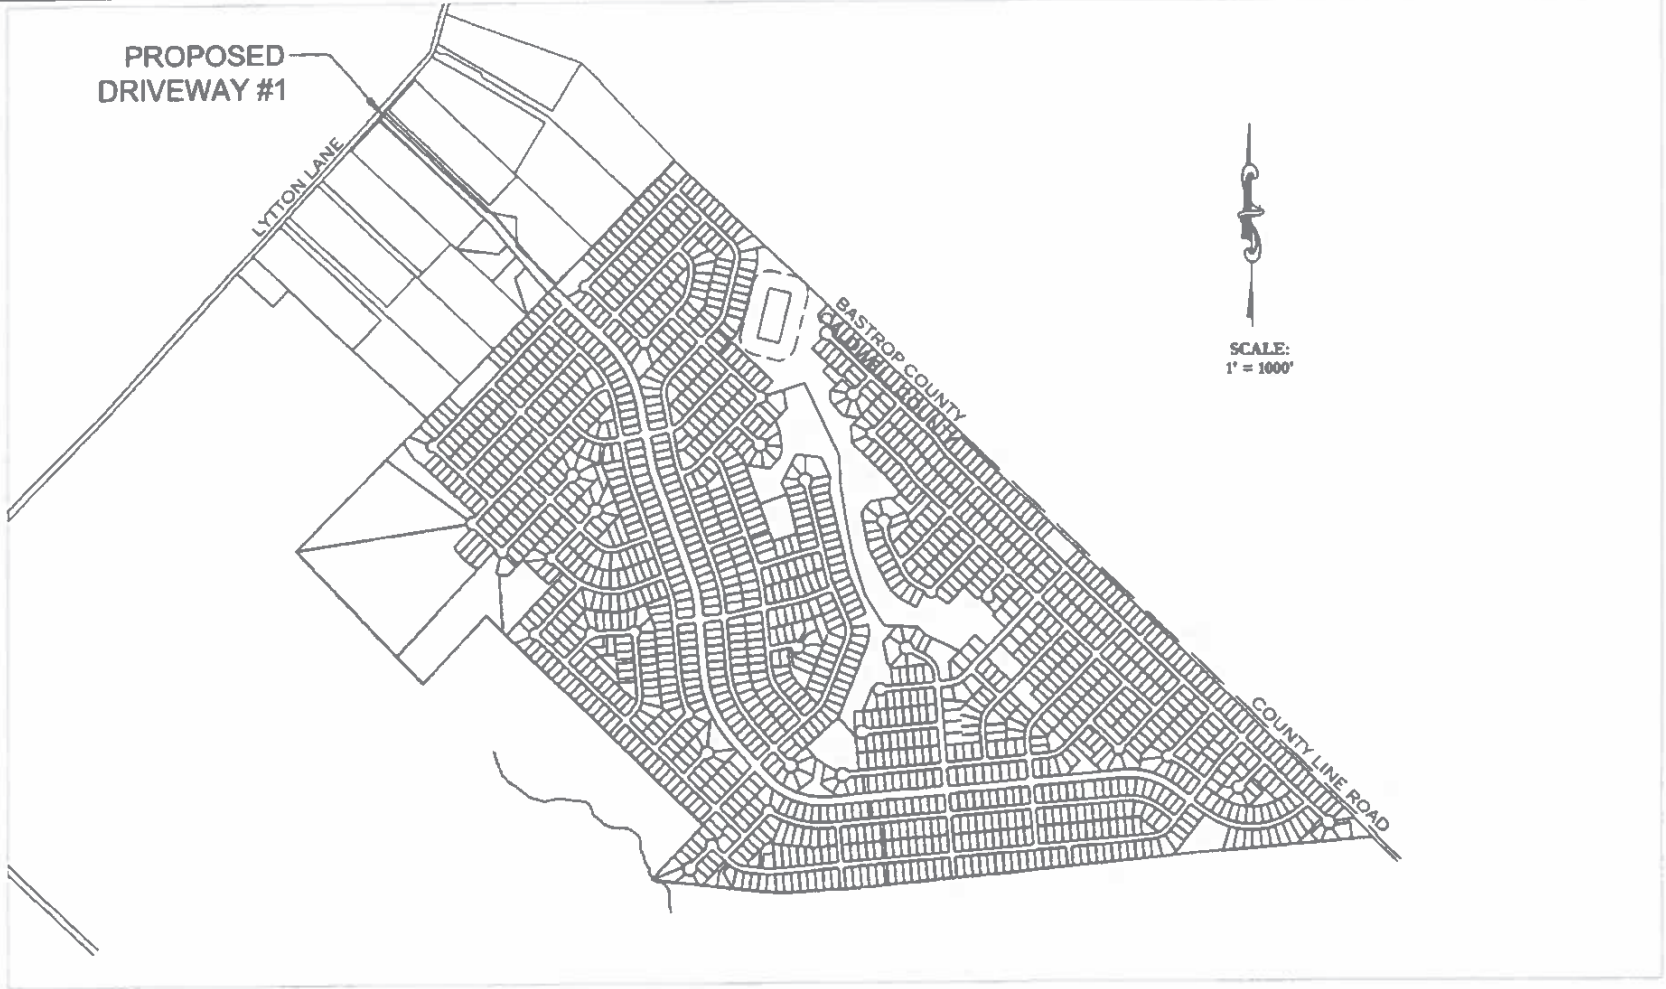 PROPOSED
DRIVEWAY #1
LYTTON LANE
BASTROP COUNTY
CALDWELL COUNTY
SCALE:
1' = 1000'
COUNTY LINE ROAD